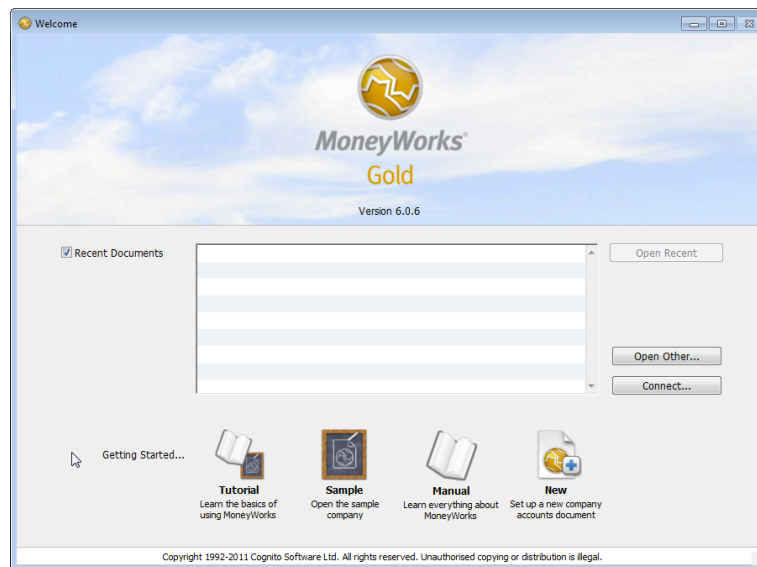 Welcome
MoneyWorks®
Gold
Version 6.0.6
Recent Documents
Open Recent
Open Other...
Connect...
Getting Started...
Tutorial
Learn the basics of
using MoneyWorks
Sample
Open the sample
company
Manual
Learn everything about
MoneyWorks
New
Set up a new company
accounts document
Copyright 1992-2011 Cognito Software Ltd. All rights reserved. Unauthorised copying or distribution is illegal.